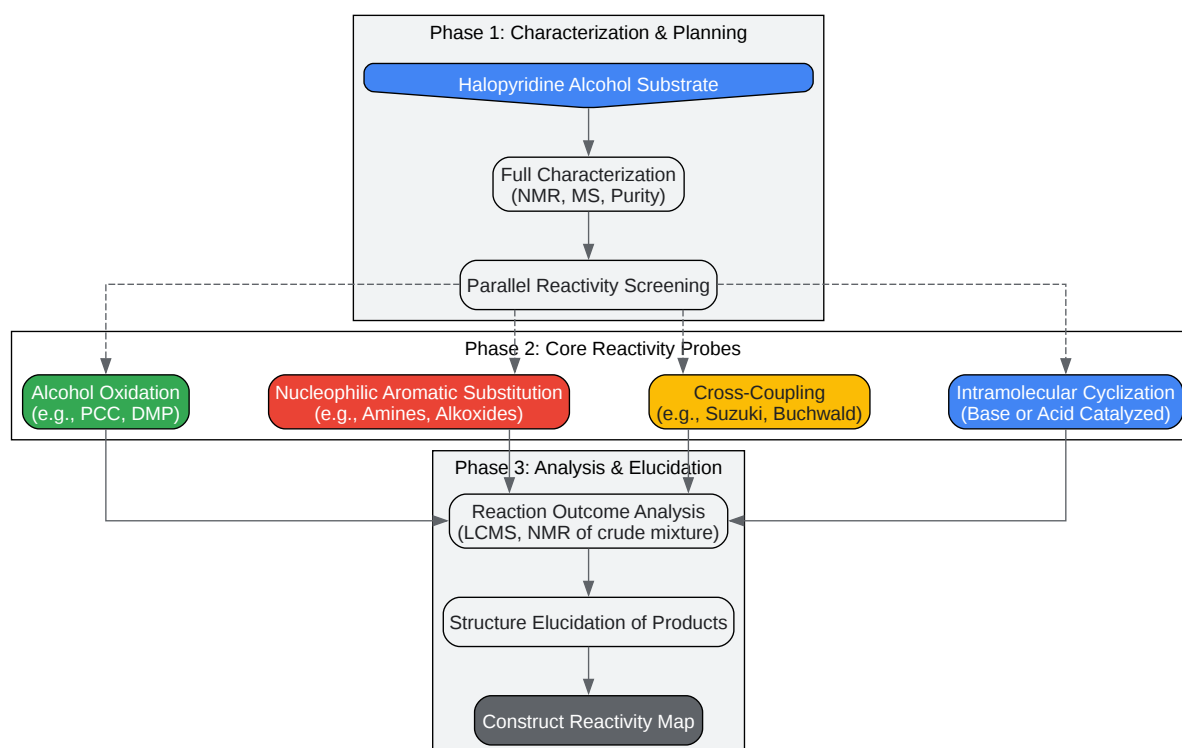 Phase 1: Characterization & Planning
Halopyridine Alcohol Substrate
Full Characterization
(NMR, MS, Purity)
Parallel Reactivity Screening
Phase 2: Core Reactivity Probes
Alcohol Oxidation
(e.g., PCC, DMP)
Nucleophilic Aromatic Substitution
(e.g., Amines, Alkoxides)
Cross-Coupling
(e.g., Suzuki, Buchwald)
Intramolecular Cyclization
(Base or Acid Catalyzed)
Phase 3: Analysis & Elucidation
Reaction Outcome Analysis
(LCMS, NMR of crude mixture)
Structure Elucidation of Products
Construct Reactivity Map